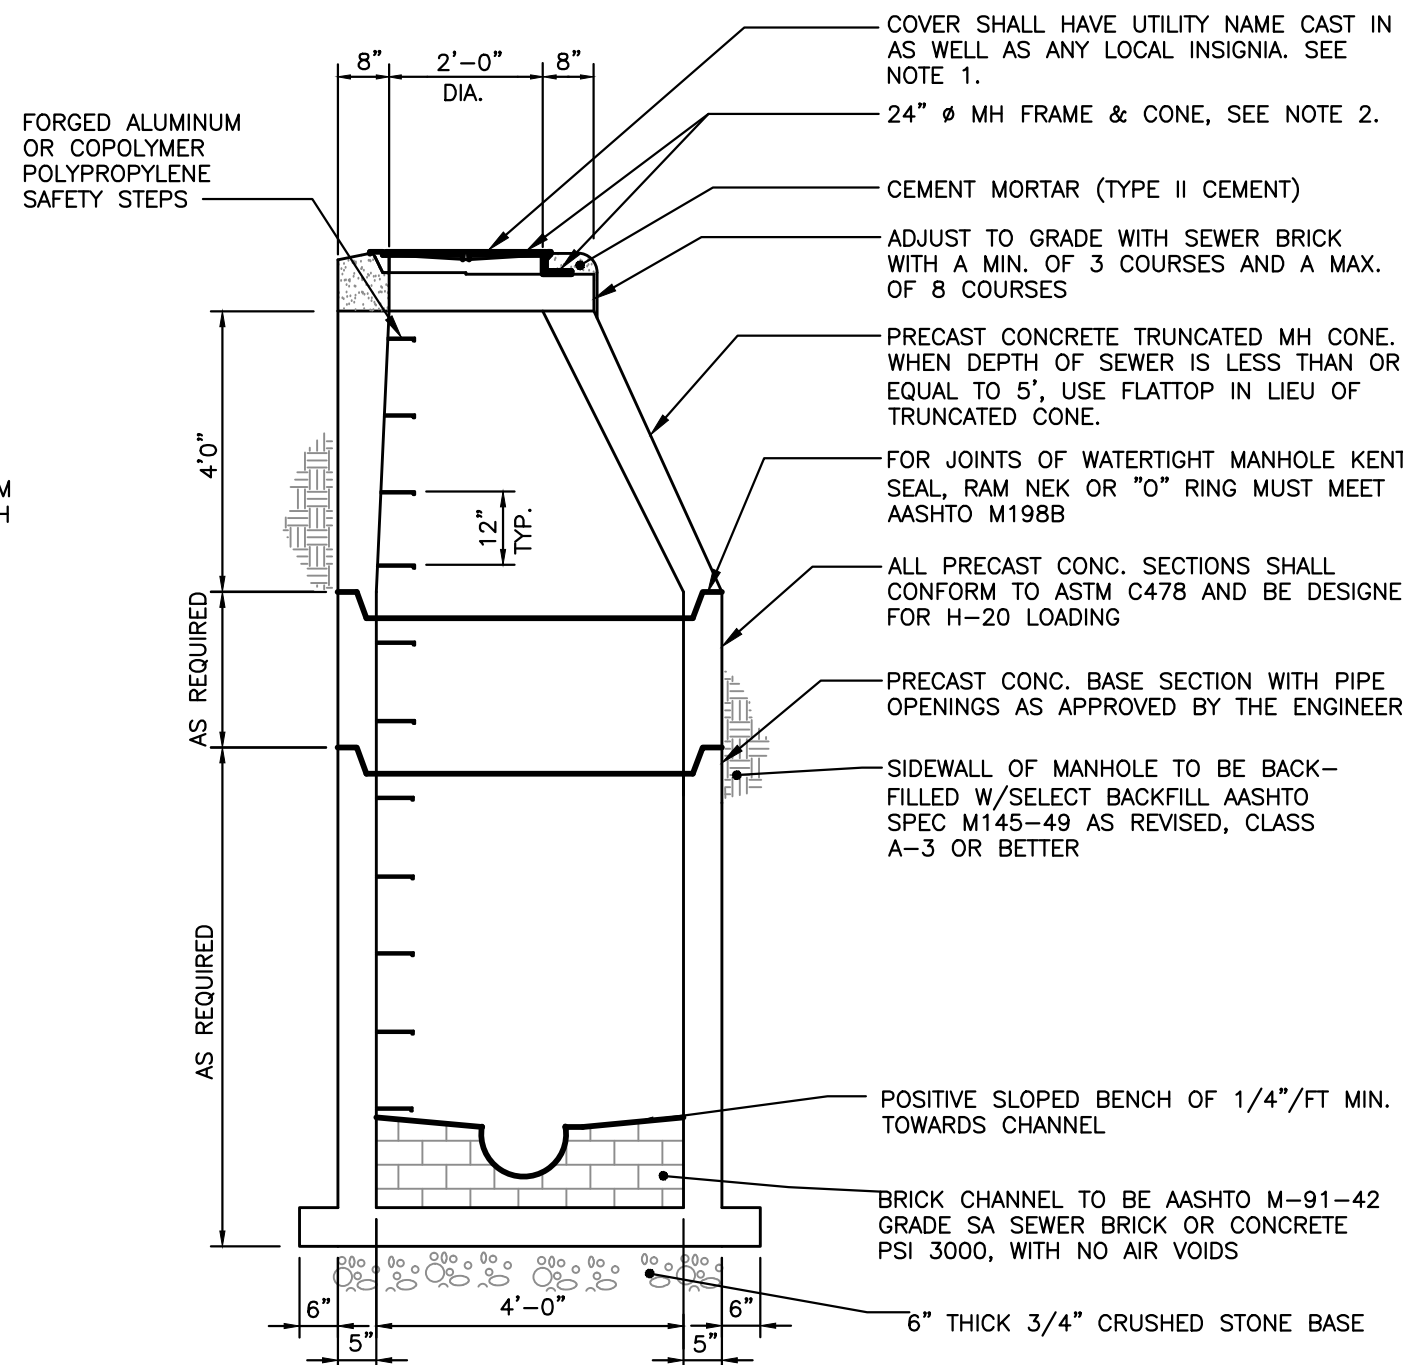 8"
2'-0"
8"
DIA.
FORGED ALUMINUM
OR COPOLYMER
POLYPROPYLENE
SAFETY STEPS
COVER SHALL HAVE UTILITY NAME CAST IN
AS WELL AS ANY LOCAL INSIGNIA. SEE
NOTE 1.
24" ø MH FRAME & CONE, SEE NOTE 2.
CEMENT MORTAR (TYPE II CEMENT)
ADJUST TO GRADE WITH SEWER BRICK
WITH A MIN. OF 3 COURSES AND A MAX.
OF 8 COURSES
PRECAST CONCRETE TRUNCATED MH CONE.
WHEN DEPTH OF SEWER IS LESS THAN OR
EQUAL TO 5', USE FLATTOP IN LIEU OF
TRUNCATED CONE.
FOR JOINTS OF WATERTIGHT MANHOLE KENT
SEAL, RAM NEK OR "O" RING MUST MEET
AASHTO M198B
ALL PRECAST CONC. SECTIONS SHALL
CONFORM TO ASTM C478 AND BE DESIGNE
FOR H-20 LOADING
PRECAST CONC. BASE SECTION WITH PIPE
OPENINGS AS APPROVED BY THE ENGINEER
SIDEWALL OF MANHOLE TO BE BACK-
FILLED W/SELECT BACKFILL AASHTO
SPEC M145-49 AS REVISED, CLASS
A-3 OR BETTER
POSITIVE SLOPED BENCH OF 1/4"/FT MIN.
TOWARDS CHANNEL
BRICK CHANNEL TO BE AASHTO M-91-42
GRADE SA SEWER BRICK OR CONCRETE
PSI 3000, WITH NO AIR VOIDS
6" THICK 3/4" CRUSHED STONE BASE
4'0"
M
H
12"
TYP.
AS REQUIRED
AS REQUIRED
6"
4'-0"
6"
5"
5"